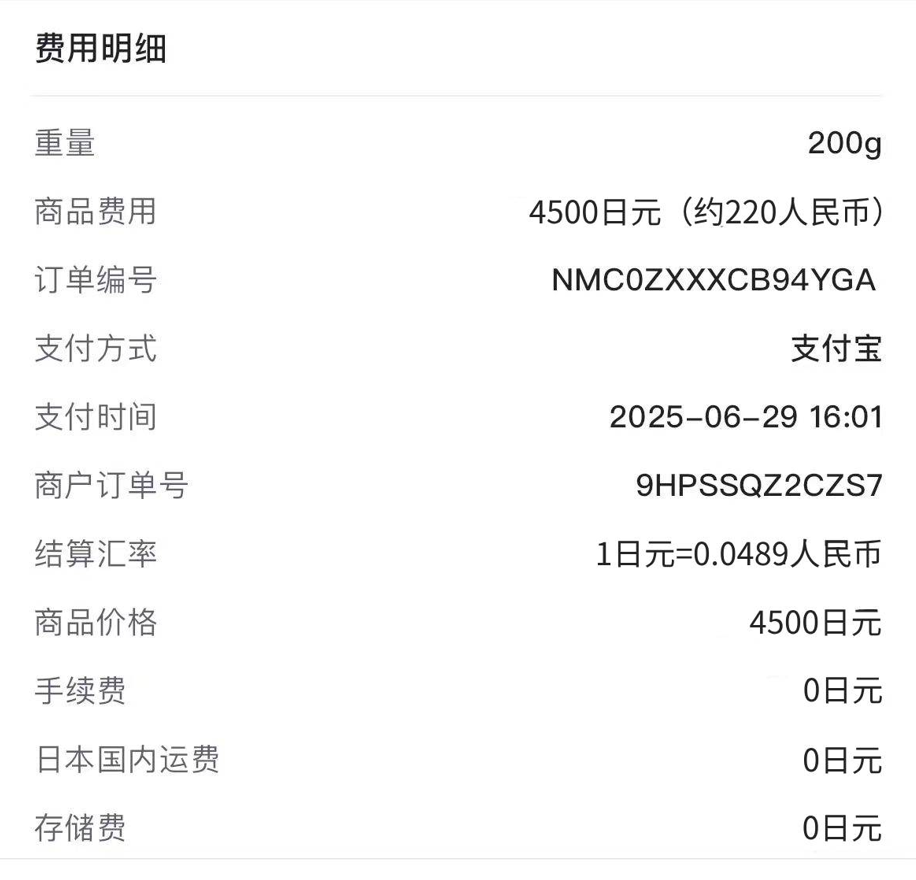 费用明细
重量 200g
商品费用 4500日元（约220人民币）
订单编号 NMC0ZXXXCB94YGA
支付方式 支付宝
支付时间 2025-06-29 16:01
商户订单号 9HPSSQZ2CZS7
结算汇率 1日元=0.0489人民币
商品价格 4500日元
手续费 0日元
日本国内运费 0日元
存储费 0日元